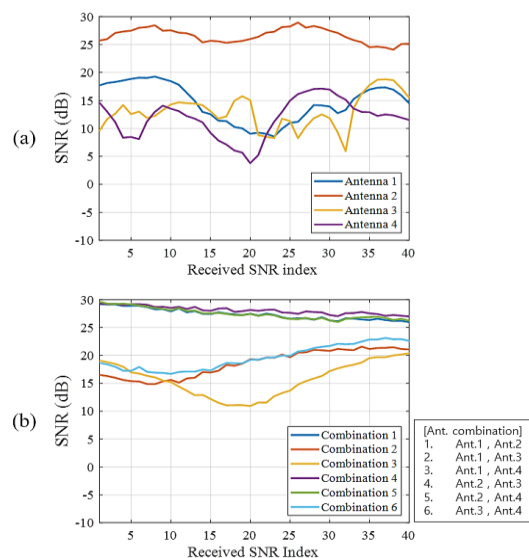 (a)
SNR (dB)
30
25
20
15
10
5
0
-5
-10
Antenna 1
Antenna 2
Antenna 3
Antenna 4
5 10 15 20 25 30 35 40
Received SNR index
(b)
SNR (dB)
30
25
20
15
10
5
0
-5
-10
Combination 1
Combination 2
Combination 3
Combination 4
Combination 5
Combination 6
5 10 15 20 25 30 35 40
Received SNR Index
[Ant. combination]
1. Ant.1 , Ant.2
2. Ant.1 , Ant.3
3. Ant.1 , Ant.4
4. Ant.2 , Ant.3
5. Ant.2 , Ant.4
6. Ant.3 , Ant.4